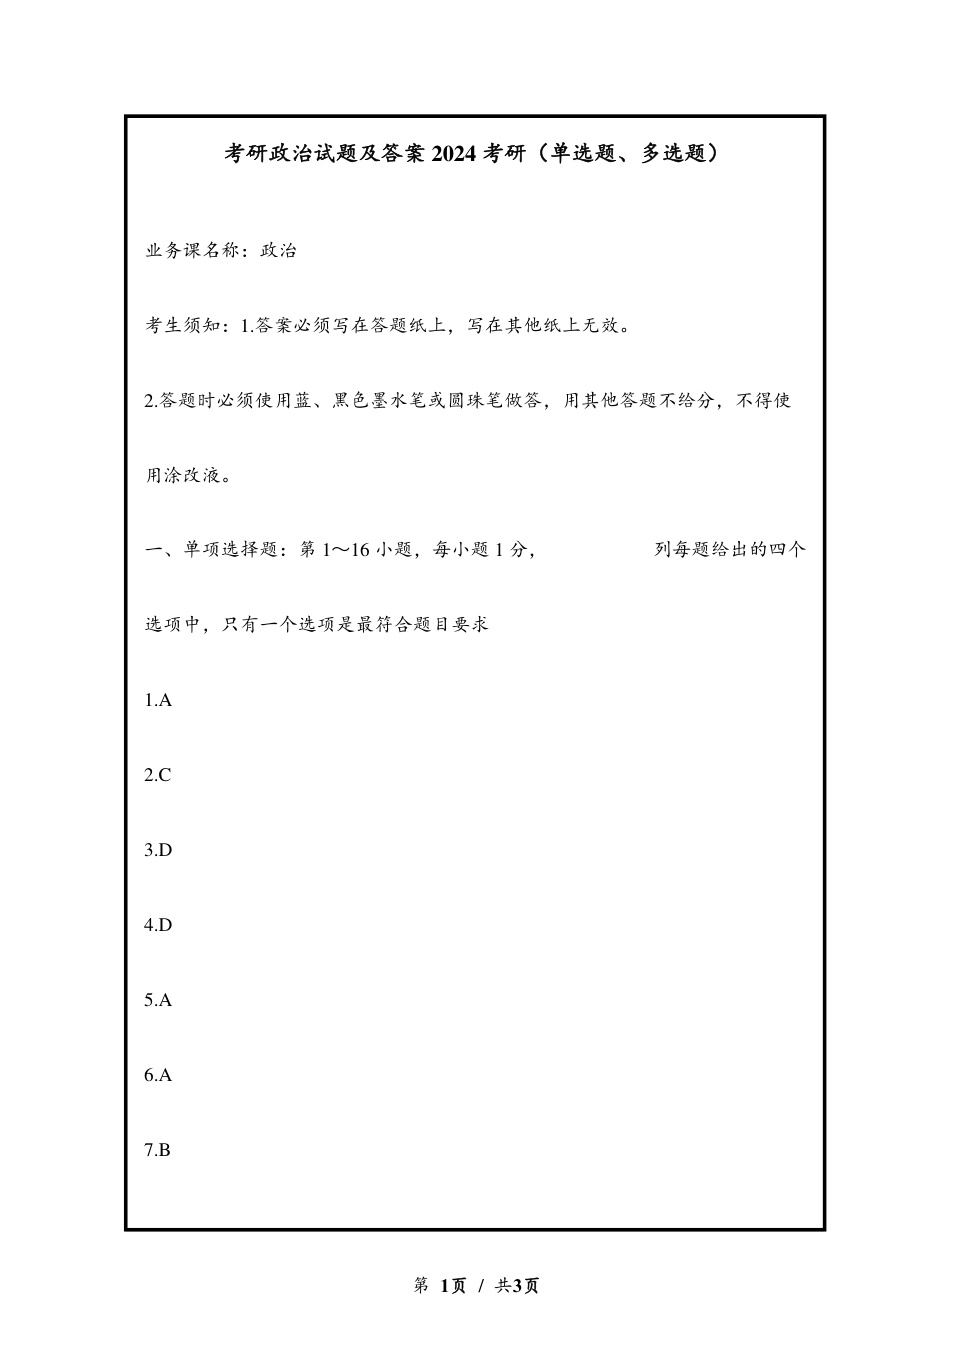 考研政治试题及答案 2024 考研（单选题、多选题）
业务课名称：政治
考生须知：1.答案必须写在答题纸上，写在其他纸上无效。
2.答题时必须使用蓝、黑色墨水笔或圆珠笔做答，用其他答题不给分，不得使
用涂改液。
一、单项选择题：第 1～16 小题，每小题 1 分， 列每题给出的四个
选项中，只有一个选项是最符合题目要求
1.A
2.C
3.D
4.D
5.A
6.A
7.B
第 1页 / 共3页